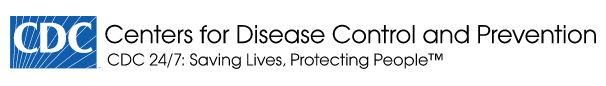 CDC Centers for Disease Control and Prevention
CDC 24/7: Saving Lives, Protecting People™